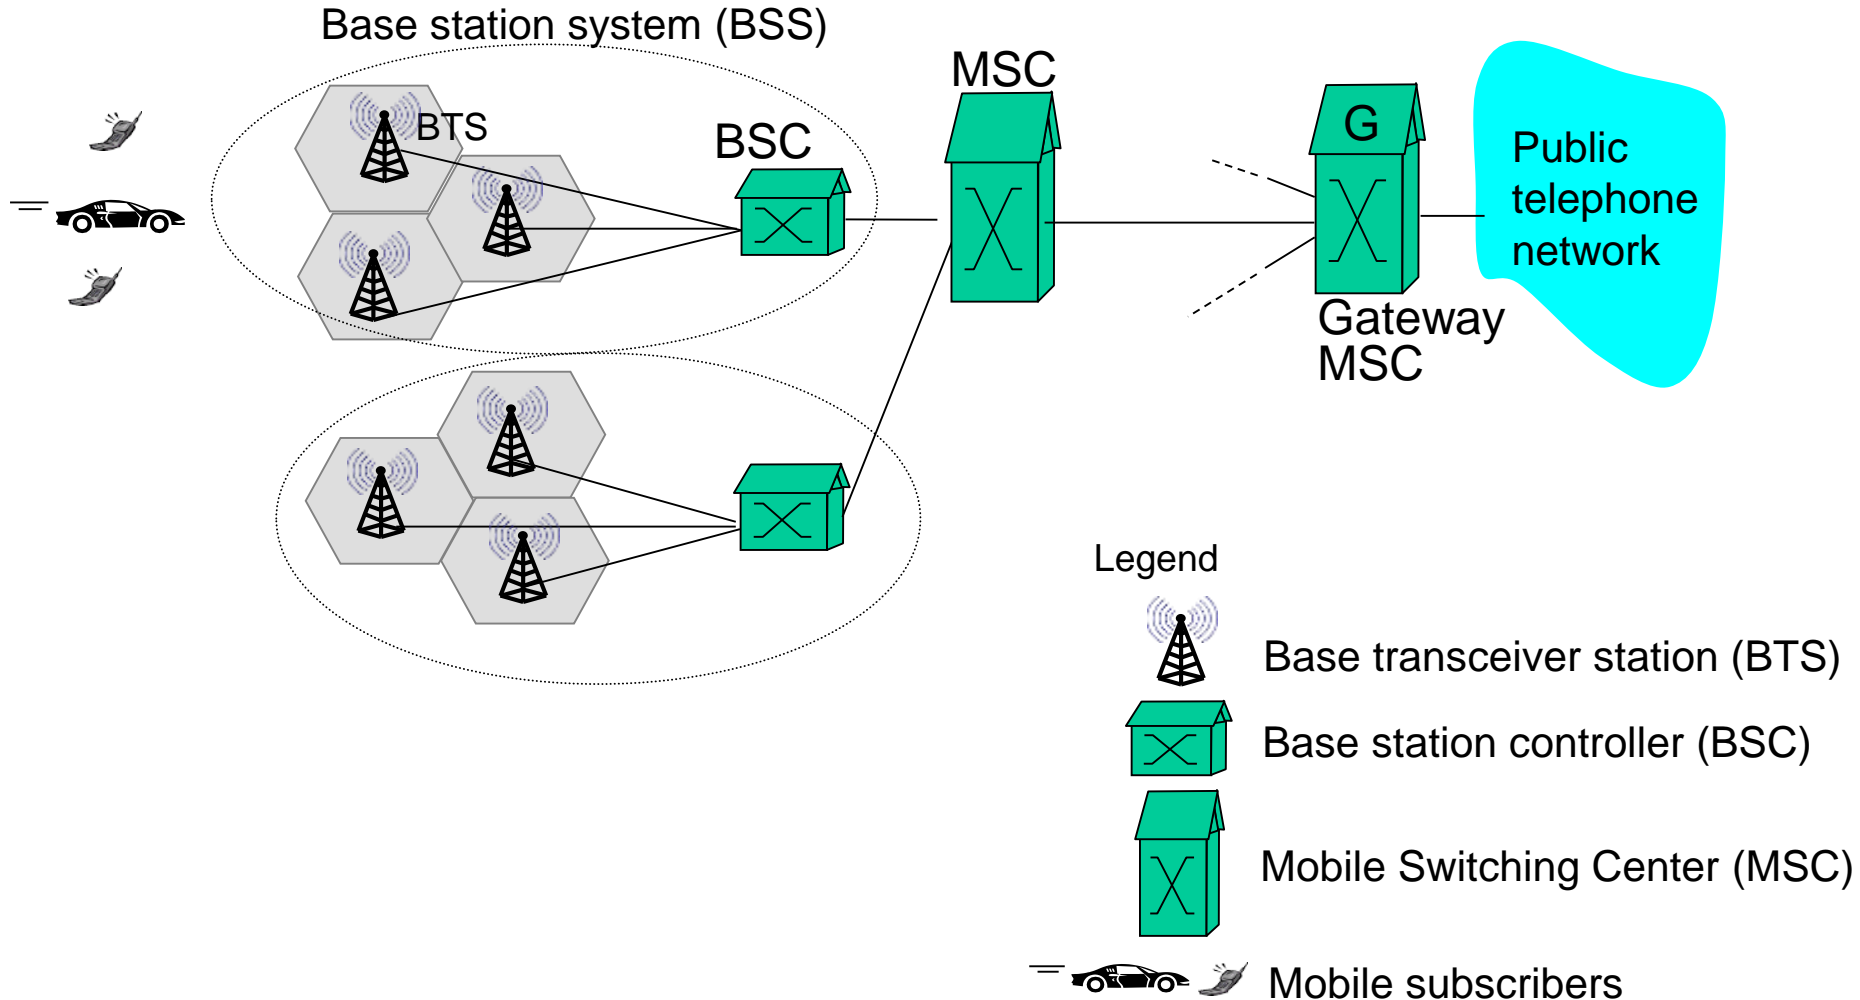 Base station system (BSS)
MSC
BTS
BSC
G
Public
telephone
network
Gateway
MSC
Legend
Base transceiver station (BTS)
Base station controller (BSC)
Mobile Switching Center (MSC)
Mobile subscribers